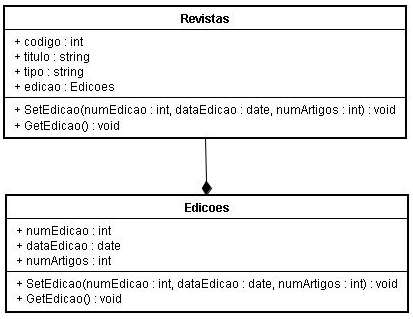 Revistas
+ codigo : int
+ titulo : string
+ tipo : string
+ edicao : Edicoes
+ SetEdicao(numEdicao : int, dataEdicao : date, numArtigos : int) : void
+ GetEdicao() : void
Edicoes
+ numEdicao : int
+ dataEdicao : date
+ numArtigos : int
+ SetEdicao(numEdicao : int, dataEdicao : date, numArtigos : int) : void
+ GetEdicao() : void